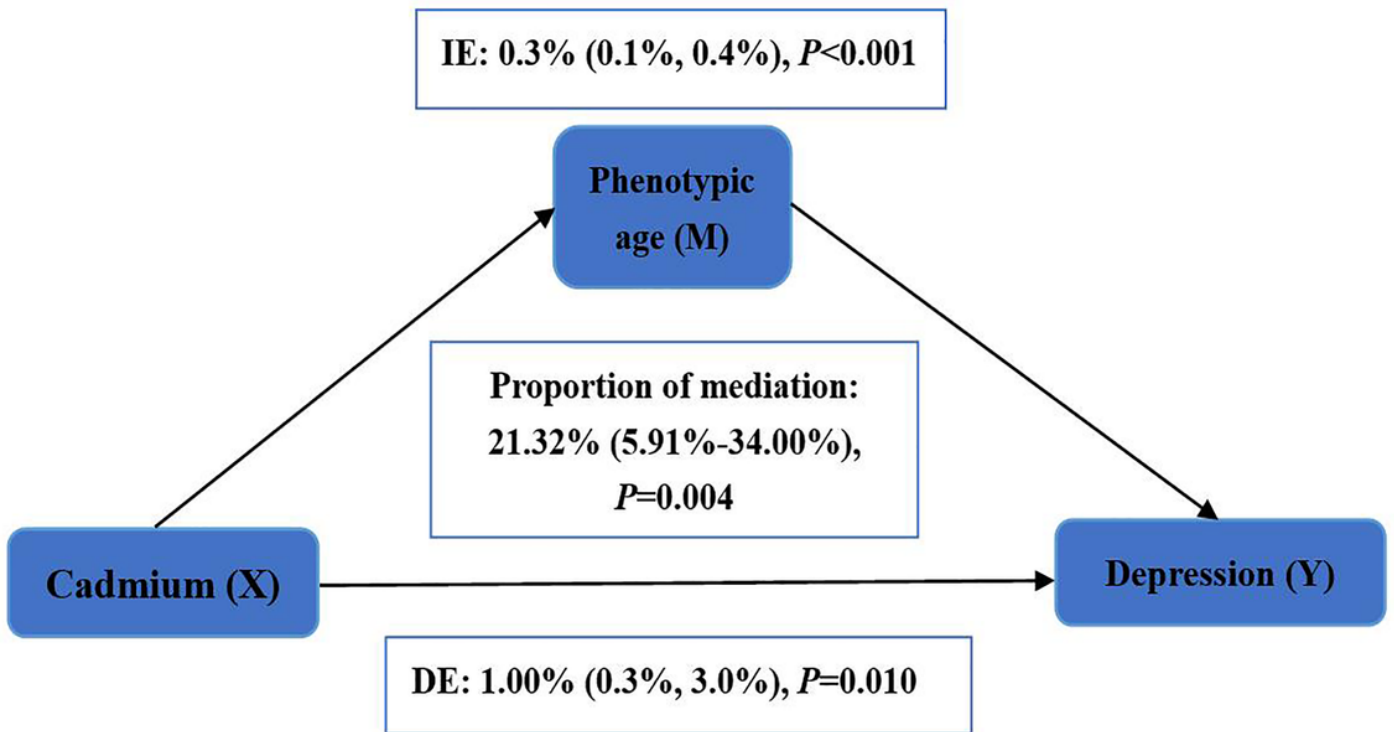 IE: 0.3% (0.1%, 0.4%), P<0.001
Phenotypic
age (M)
Proportion of mediation:
21.32% (5.91%-34.00%),
P=0.004
Cadmium (X)
Depression (Y)
DE: 1.00% (0.3%, 3.0%), P=0.010